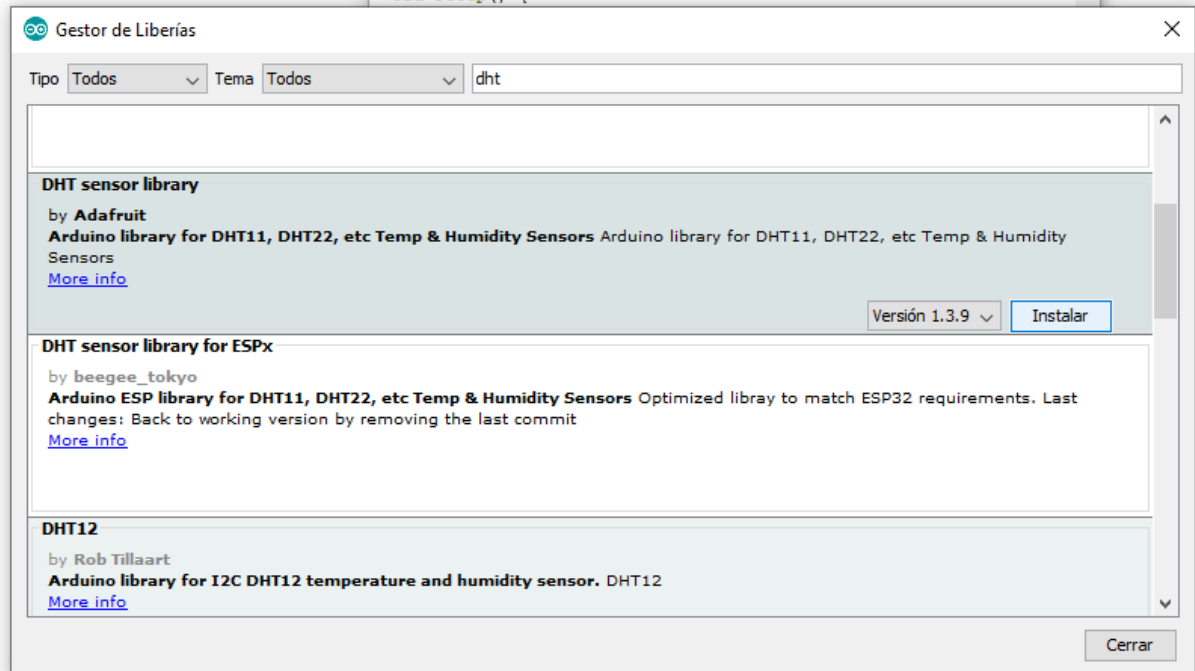 Gestor de Liberías
Tipo Todos Tema Todos dht
DHT sensor library
by Adafruit
Arduino library for DHT11, DHT22, etc Temp & Humidity Sensors Arduino library for DHT11, DHT22, etc Temp & Humidity
Sensors
More info
Versión 1.3.9 Instalar
DHT sensor library for ESPx
by beegee_tokyo
Arduino ESP library for DHT11, DHT22, etc Temp & Humidity Sensors Optimized libray to match ESP32 requirements. Last
changes: Back to working version by removing the last commit
More info
DHT12
by Rob Tillaart
Arduino library for I2C DHT12 temperature and humidity sensor. DHT12
More info
Cerrar